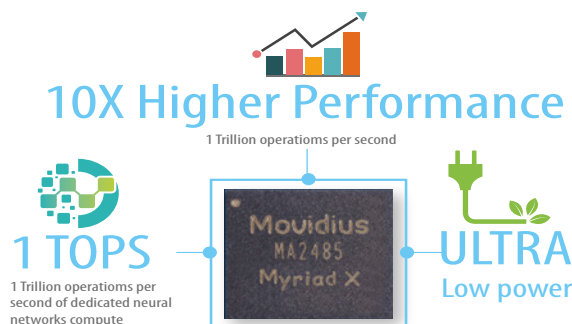 10X Higher Performance
1 Trillion operatioms per second
1 TOPS
1 Trillion operatioms per
second of dedicated neural
networks compute
Movidius
MA2485
Myriad X
ULTRA
Low power